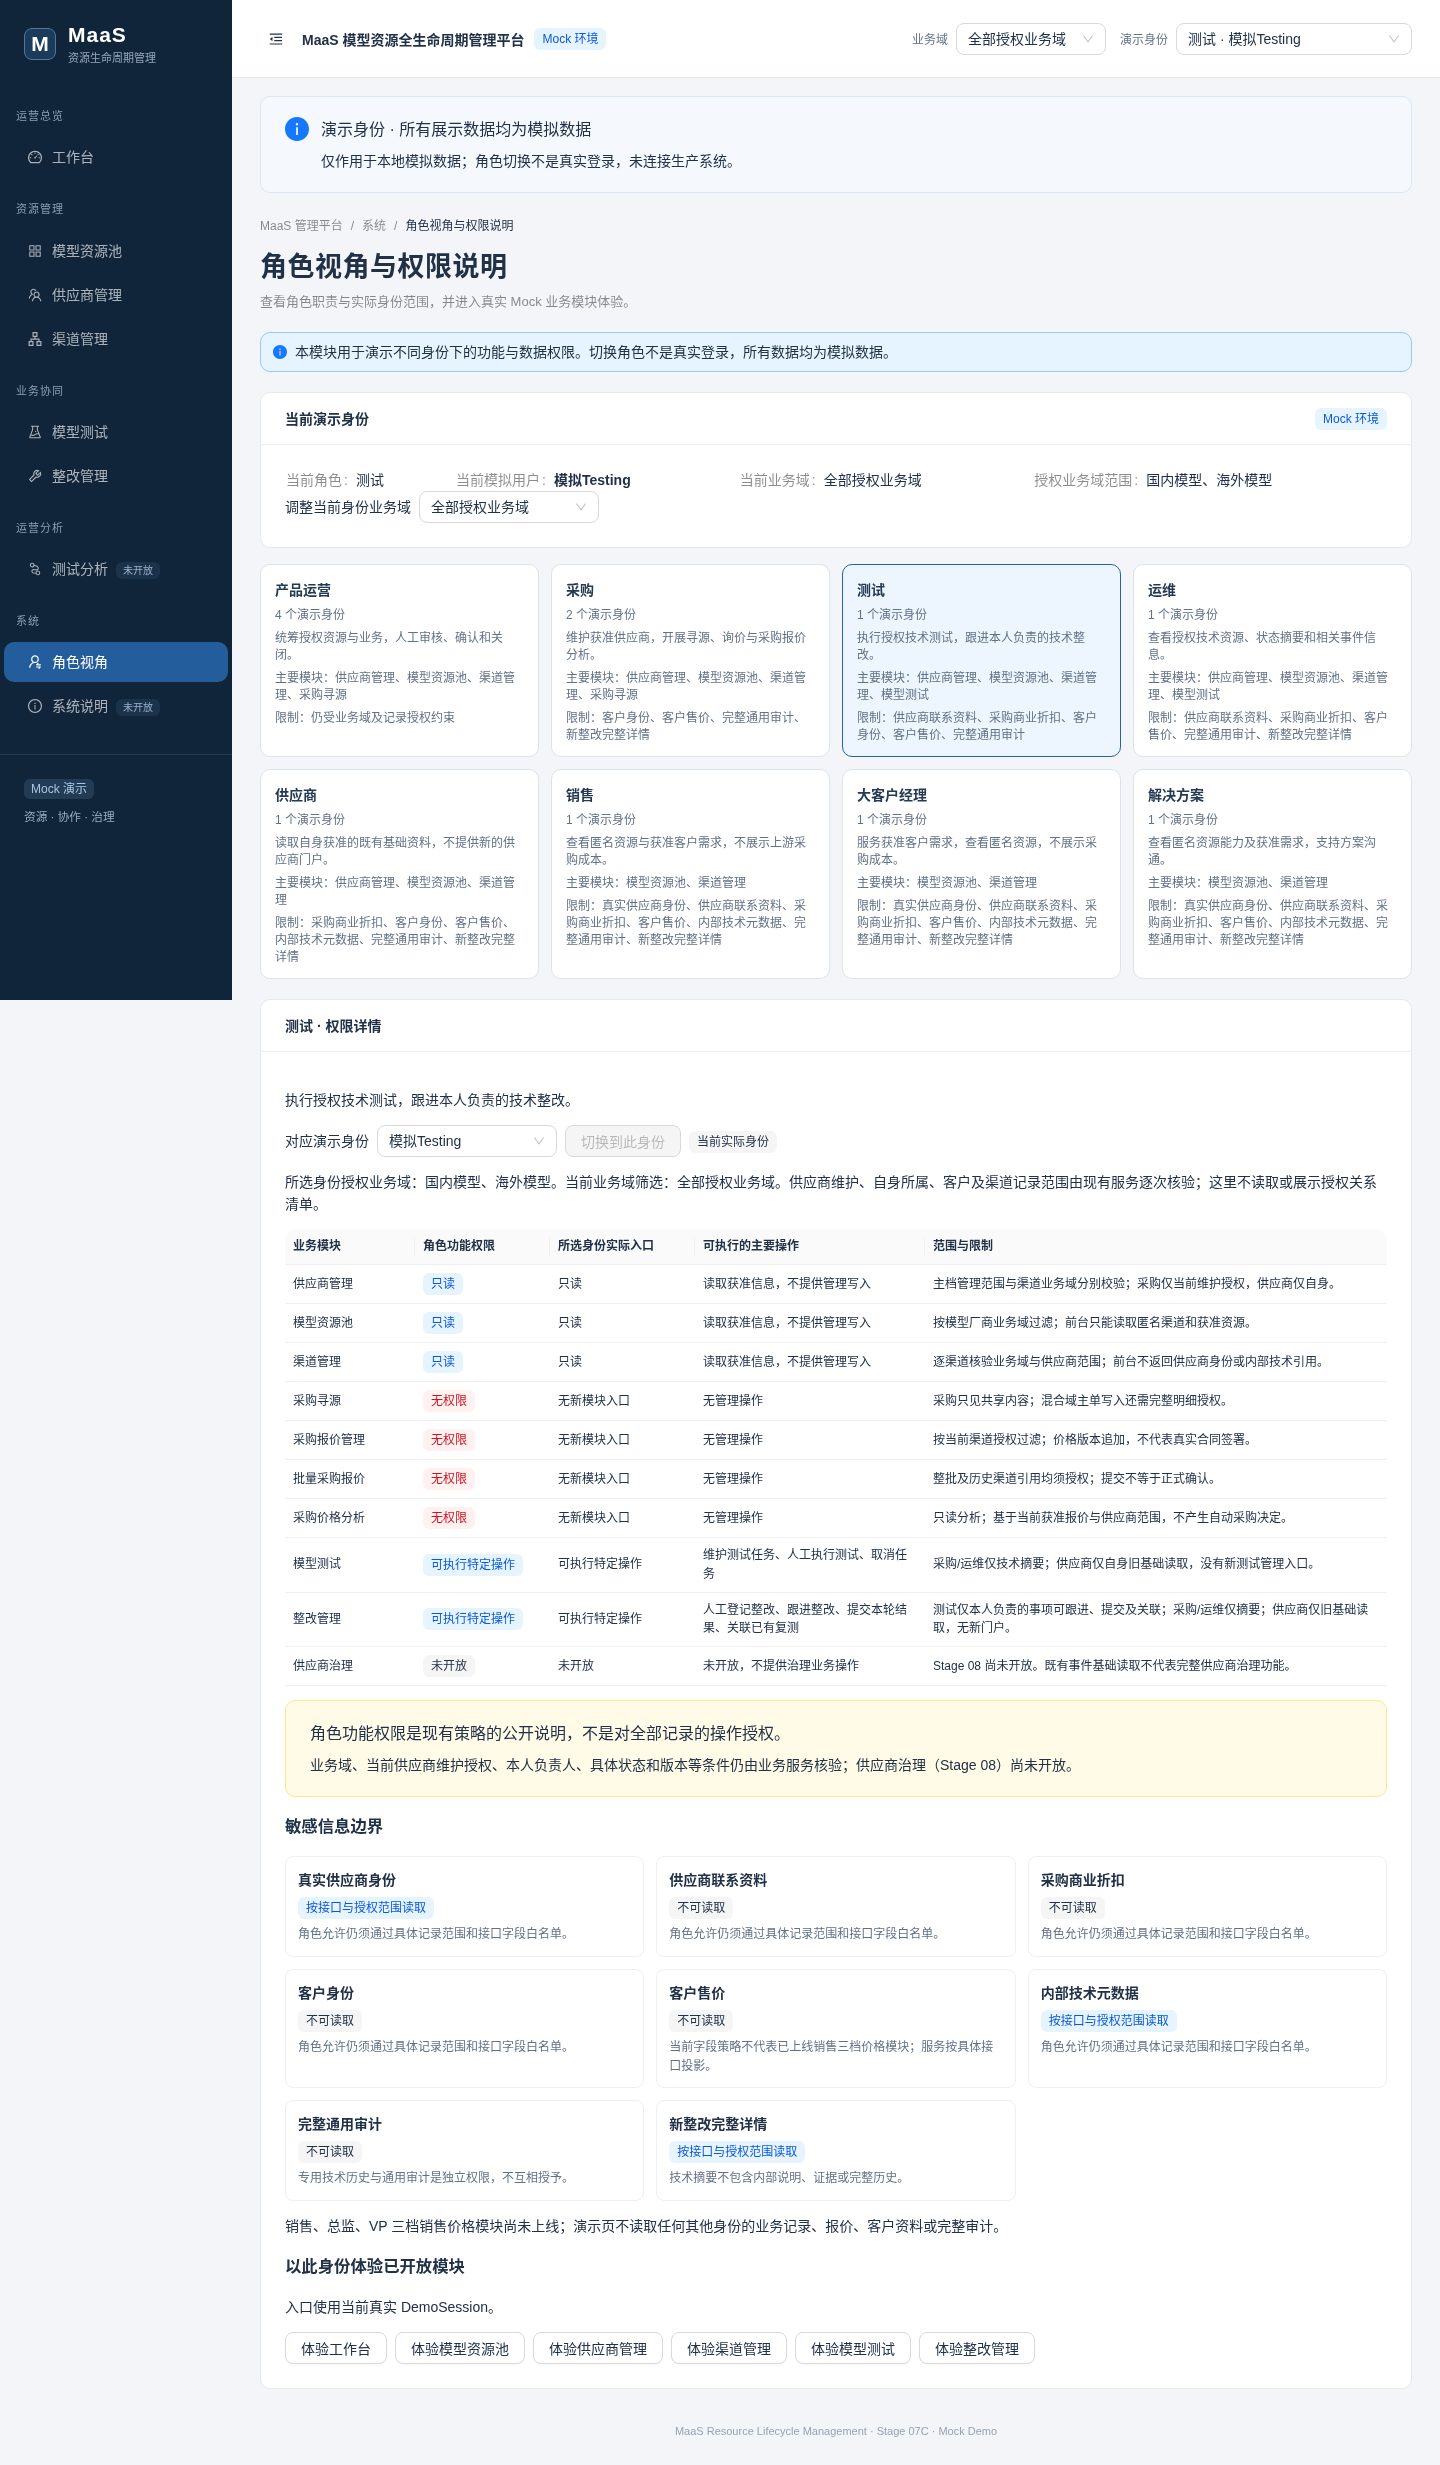 M MaaS
资源生命周期管理
运营总览
工作台
资源管理
模型资源池
供应商管理
渠道管理
业务协同
模型测试
整改管理
运营分析
测试分析 未开放
系统
角色视角
系统说明 未开放
Mock 演示
资源 · 协作 · 治理
MaaS 模型资源全生命周期管理平台 Mock 环境
业务域 全部授权业务域 演示身份 测试 · 模拟Testing
演示身份 · 所有展示数据均为模拟数据
仅作用于本地模拟数据；角色切换不是真实登录，未连接生产系统。
MaaS 管理平台 / 系统 / 角色视角与权限说明
角色视角与权限说明
查看角色职责与实际身份范围，并进入真实 Mock 业务模块体验。
本模块用于演示不同身份下的功能与数据权限。切换角色不是真实登录，所有数据均为模拟数据。
当前演示身份 Mock 环境
当前角色：测试 当前模拟用户：模拟Testing 当前业务域：全部授权业务域 授权业务域范围：国内模型、海外模型
调整当前身份业务域 全部授权业务域
产品运营
4 个演示身份
统筹授权资源与业务，人工审核、确认和关
闭。
主要模块：供应商管理、模型资源池、渠道管
理、采购寻源
限制：仍受业务域及记录授权约束
采购
2 个演示身份
维护获准供应商，开展寻源、询价与采购报价
分析。
主要模块：供应商管理、模型资源池、渠道管
理、采购寻源
限制：客户身份、客户售价、完整通用审计、
新整改完整详情
测试
1 个演示身份
执行授权技术测试，跟进本人负责的技术整
改。
主要模块：供应商管理、模型资源池、渠道管
理、模型测试
限制：供应商联系资料、采购商业折扣、客户
身份、客户售价、完整通用审计
运维
1 个演示身份
查看授权技术资源、状态摘要和相关事件信
息。
主要模块：供应商管理、模型资源池、渠道管
理、模型测试
限制：供应商联系资料、采购商业折扣、客户
售价、完整通用审计、新整改完整详情
供应商
1 个演示身份
读取自身获准的既有基础资料，不提供新的供
应商门户。
主要模块：供应商管理、模型资源池、渠道管
理
限制：采购商业折扣、客户身份、客户售价、
内部技术元数据、完整通用审计、新整改完整
详情
销售
1 个演示身份
查看匿名资源与获准客户需求，不展示上游采
购成本。
主要模块：模型资源池、渠道管理
限制：真实供应商身份、供应商联系资料、采
购商业折扣、客户售价、内部技术元数据、完
整通用审计、新整改完整详情
大客户经理
1 个演示身份
服务获准客户需求，查看匿名资源，不展示采
购成本。
主要模块：模型资源池、渠道管理
限制：真实供应商身份、供应商联系资料、采
购商业折扣、客户售价、内部技术元数据、完
整通用审计、新整改完整详情
解决方案
1 个演示身份
查看匿名资源能力及获准需求，支持方案沟
通。
主要模块：模型资源池、渠道管理
限制：真实供应商身份、供应商联系资料、采
购商业折扣、客户售价、内部技术元数据、完
整通用审计、新整改完整详情
测试 · 权限详情
执行授权技术测试，跟进本人负责的技术整改。
对应演示身份 模拟Testing 切换到此身份 当前实际身份
所选身份授权业务域：国内模型、海外模型。当前业务域筛选：全部授权业务域。供应商维护、自身所属、客户及渠道记录范围由现有服务逐次核验；这里不读取或展示授权关系
清单。
业务模块 角色功能权限 所选身份实际入口 可执行的主要操作 范围与限制
供应商管理 只读 只读 读取获准信息，不提供管理写入 主档管理范围与渠道业务域分别校验；采购仅当前维护授权，供应商仅自身。
模型资源池 只读 只读 读取获准信息，不提供管理写入 按模型厂商业务域过滤；前台只能读取匿名渠道和获准资源。
渠道管理 只读 只读 读取获准信息，不提供管理写入 逐渠道核验业务域与供应商范围；前台不返回供应商身份或内部技术引用。
采购寻源 无权限 无新模块入口 无管理操作 采购只见共享内容；混合域主单写入还需完整明细授权。
采购报价管理 无权限 无新模块入口 无管理操作 按当前渠道授权过滤；价格版本追加，不代表真实合同签署。
批量采购报价 无权限 无新模块入口 无管理操作 整批及历史渠道引用均须授权；提交不等于正式确认。
采购价格分析 无权限 无新模块入口 无管理操作 只读分析；基于当前获准报价与供应商范围，不产生自动采购决定。
模型测试 可执行特定操作 可执行特定操作 维护测试任务、人工执行测试、取消任
务 采购/运维仅技术摘要；供应商仅自身旧基础读取，没有新测试管理入口。
整改管理 可执行特定操作 可执行特定操作 人工登记整改、跟进整改、提交本轮结
果、关联已有复测 测试仅本人负责的事项可跟进、提交及关联；采购/运维仅摘要；供应商仅旧基础读
取，无新门户。
供应商治理 未开放 未开放 未开放，不提供治理业务操作 Stage 08 尚未开放。既有事件基础读取不代表完整供应商治理功能。
角色功能权限是现有策略的公开说明，不是对全部记录的操作授权。
业务域、当前供应商维护授权、本人负责人、具体状态和版本等条件仍由业务服务核验；供应商治理（Stage 08）尚未开放。
敏感信息边界
真实供应商身份
按接口与授权范围读取
角色允许仍须通过具体记录范围和接口字段白名单。
供应商联系资料
不可读取
角色允许仍须通过具体记录范围和接口字段白名单。
采购商业折扣
不可读取
角色允许仍须通过具体记录范围和接口字段白名单。
客户身份
不可读取
角色允许仍须通过具体记录范围和接口字段白名单。
客户售价
不可读取
当前字段策略不代表已上线销售三档价格模块；服务按具体接
口投影。
内部技术元数据
按接口与授权范围读取
角色允许仍须通过具体记录范围和接口字段白名单。
完整通用审计
不可读取
专用技术历史与通用审计是独立权限，不互相授予。
新整改完整详情
按接口与授权范围读取
技术摘要不包含内部说明、证据或完整历史。
销售、总监、VP 三档销售价格模块尚未上线；演示页不读取任何其他身份的业务记录、报价、客户资料或完整审计。
以此身份体验已开放模块
入口使用当前真实 DemoSession。
体验工作台 体验模型资源池 体验供应商管理 体验渠道管理 体验模型测试 体验整改管理
MaaS Resource Lifecycle Management · Stage 07C · Mock Demo